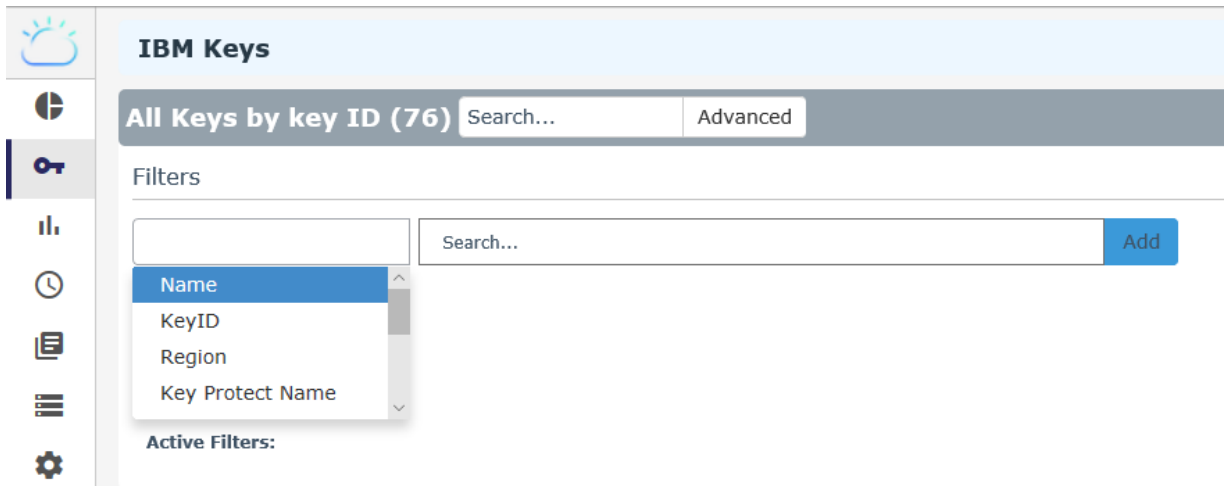 IBM Keys
All Keys by key ID (76) Search... Advanced
Filters
Search... Add
Name
KeyID
Region
Key Protect Name
Active Filters: